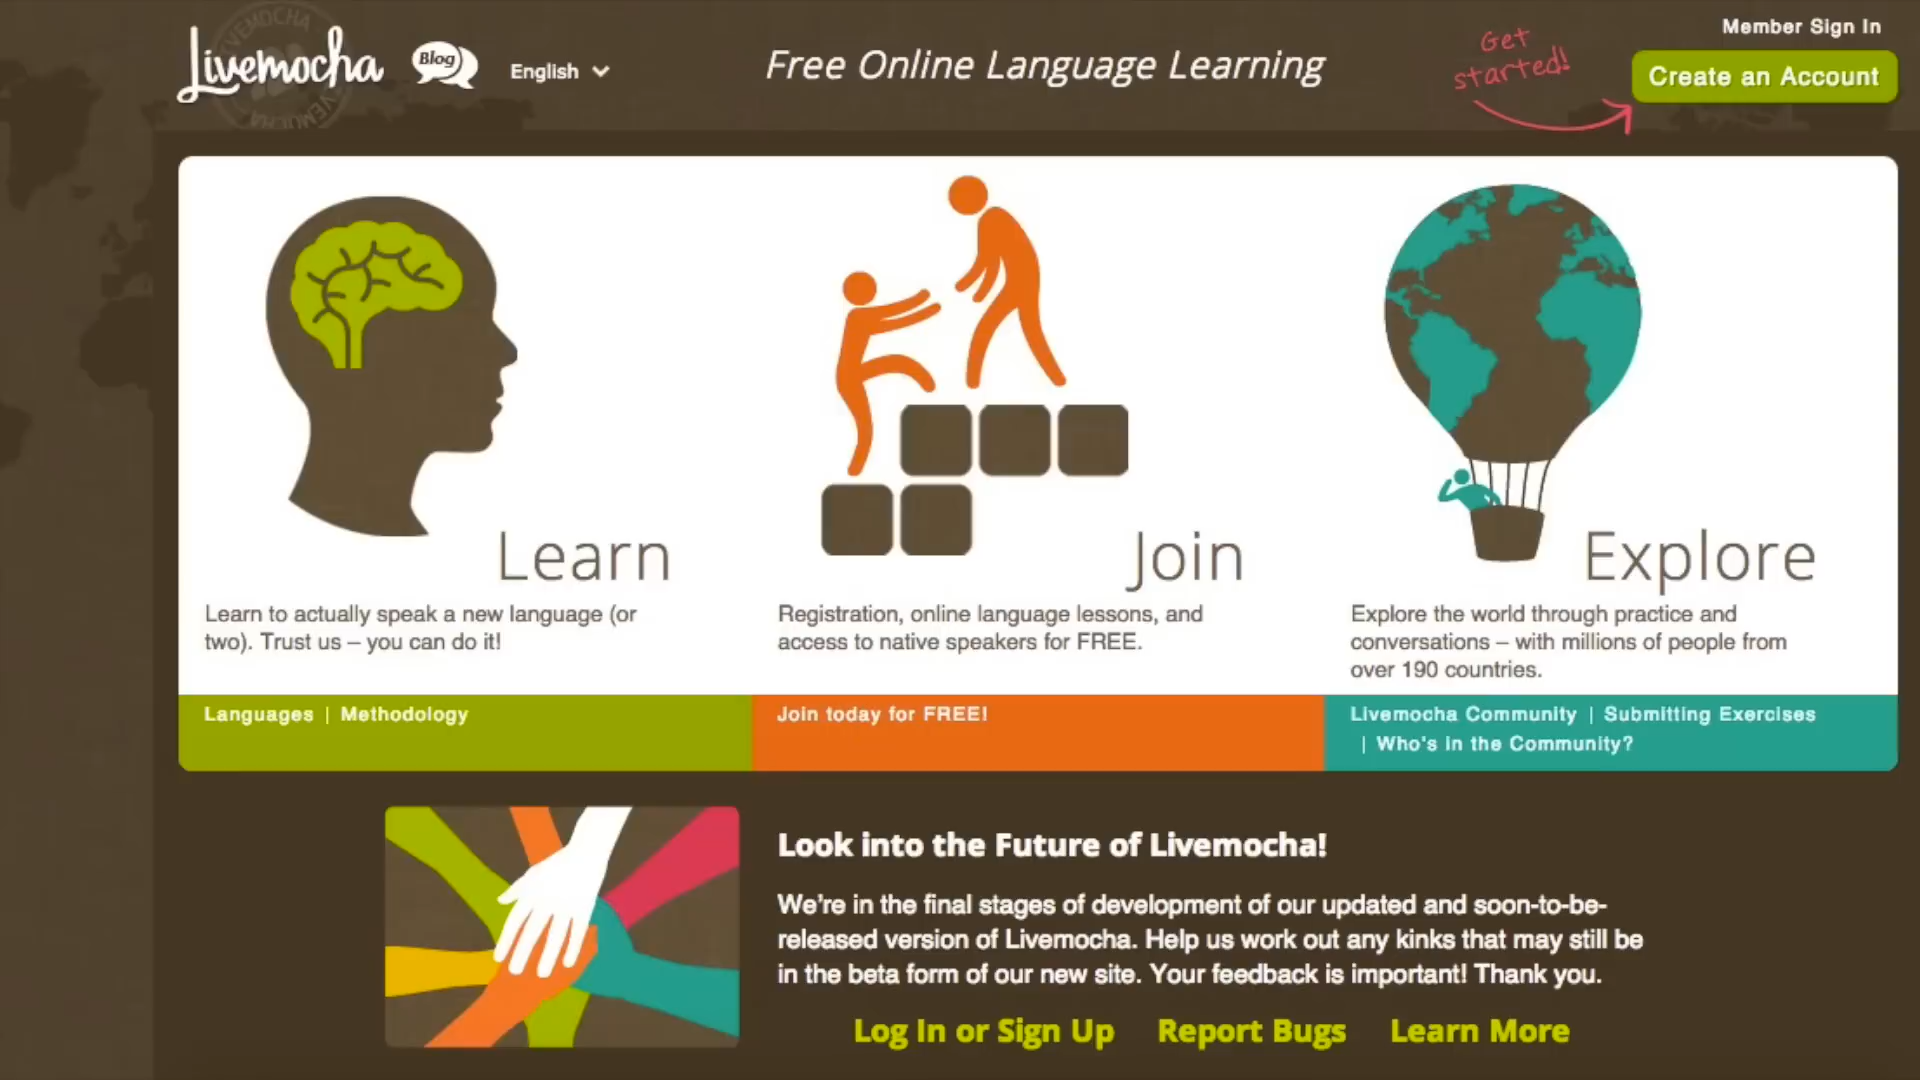 Livemocha
Blog
English
Free Online Language Learning
Get
started!
Member Sign In
Create an Account
Learn
Learn to actually speak a new language (or
two). Trust us – you can do it!
Languages | Methodology
Join
Registration, online language lessons, and
access to native speakers for FREE.
Join today for FREE!
Explore
Explore the world through practice and
conversations – with millions of people from
over 190 countries.
Livemocha Community | Submitting Exercises
| Who's in the Community?
Look into the Future of Livemocha!
We're in the final stages of development of our updated and soon-to-be-
released version of Livemocha. Help us work out any kinks that may still be
in the beta form of our new site. Your feedback is important! Thank you.
Log In or Sign Up Report Bugs Learn More